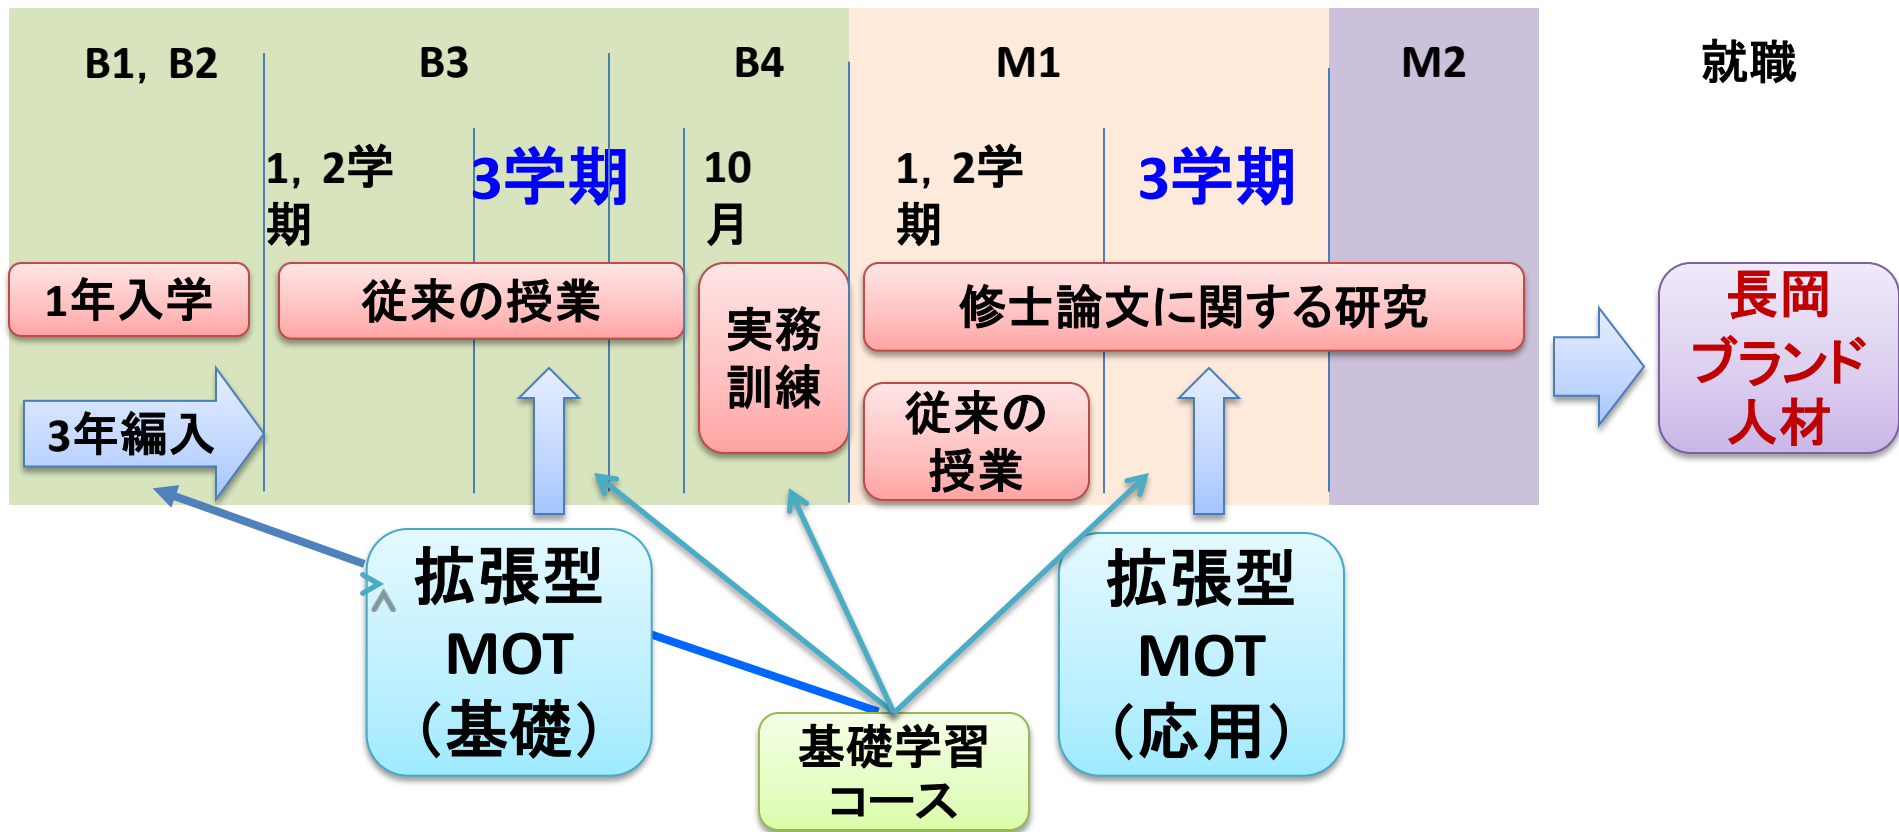 B1, B2
B3
B4
M1
M2
就職
1, 2学
期
3学期
10
月
1, 2学
期
3学期
1年入学
従来の授業
実務
訓練
修士論文に関する研究
従来の
授業
3年編入
長岡
ブランド
人材
拡張型
MOT
（基礎）
拡張型
MOT
（応用）
基礎学習
コース